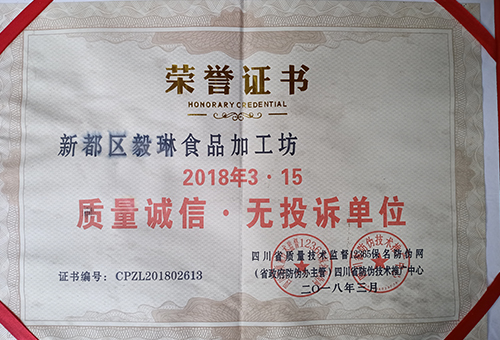 荣誉证书
HONORARY CREDENTIAL
新都区毅琳食品加工坊
2018年3·15
质量诚信·无投诉单位
四川省质量技术监督12365保名防伪网
(省政府防伪办主管)四川省防伪技术推广中心
证书编号: CPZL201802613
二〇一八年三月